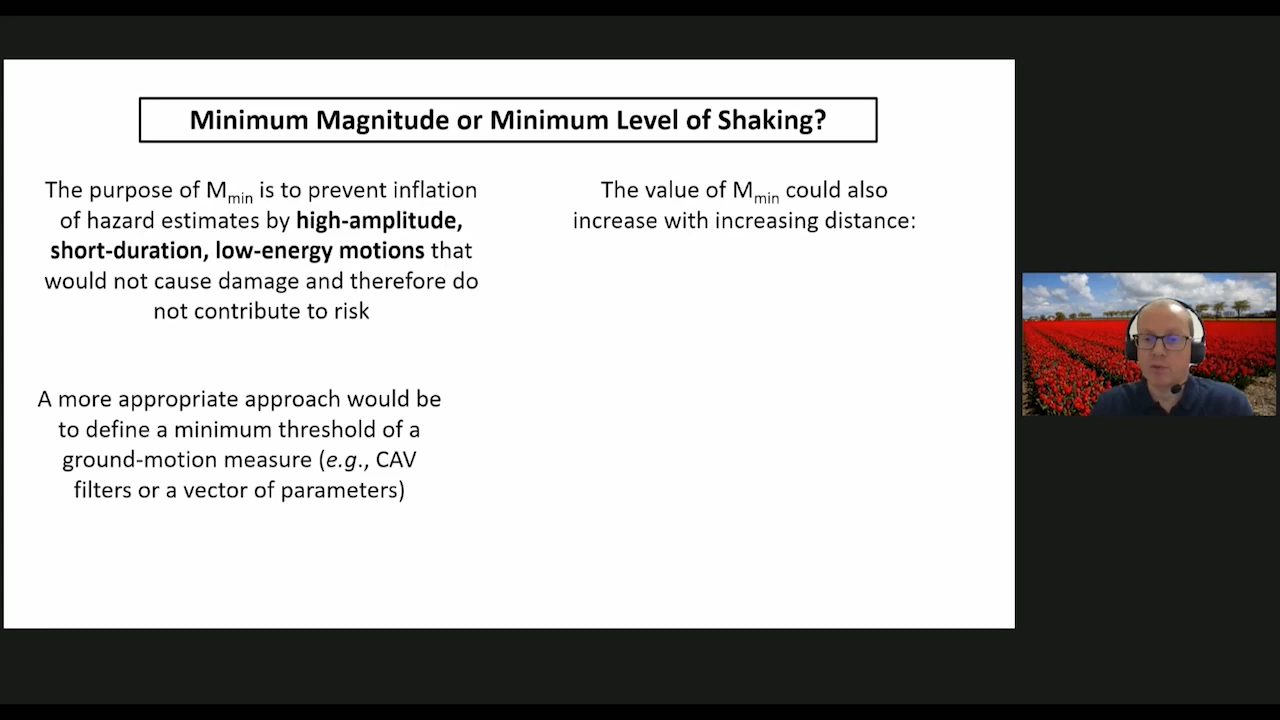 Minimum Magnitude or Minimum Level of Shaking?
The purpose of Mmin is to prevent inflation
of hazard estimates by high-amplitude,
short-duration, low-energy motions that
would not cause damage and therefore do
not contribute to risk
A more appropriate approach would be
to define a minimum threshold of a
ground-motion measure (e.g., CAV
filters or a vector of parameters)
The value of Mmin could also
increase with increasing distance: